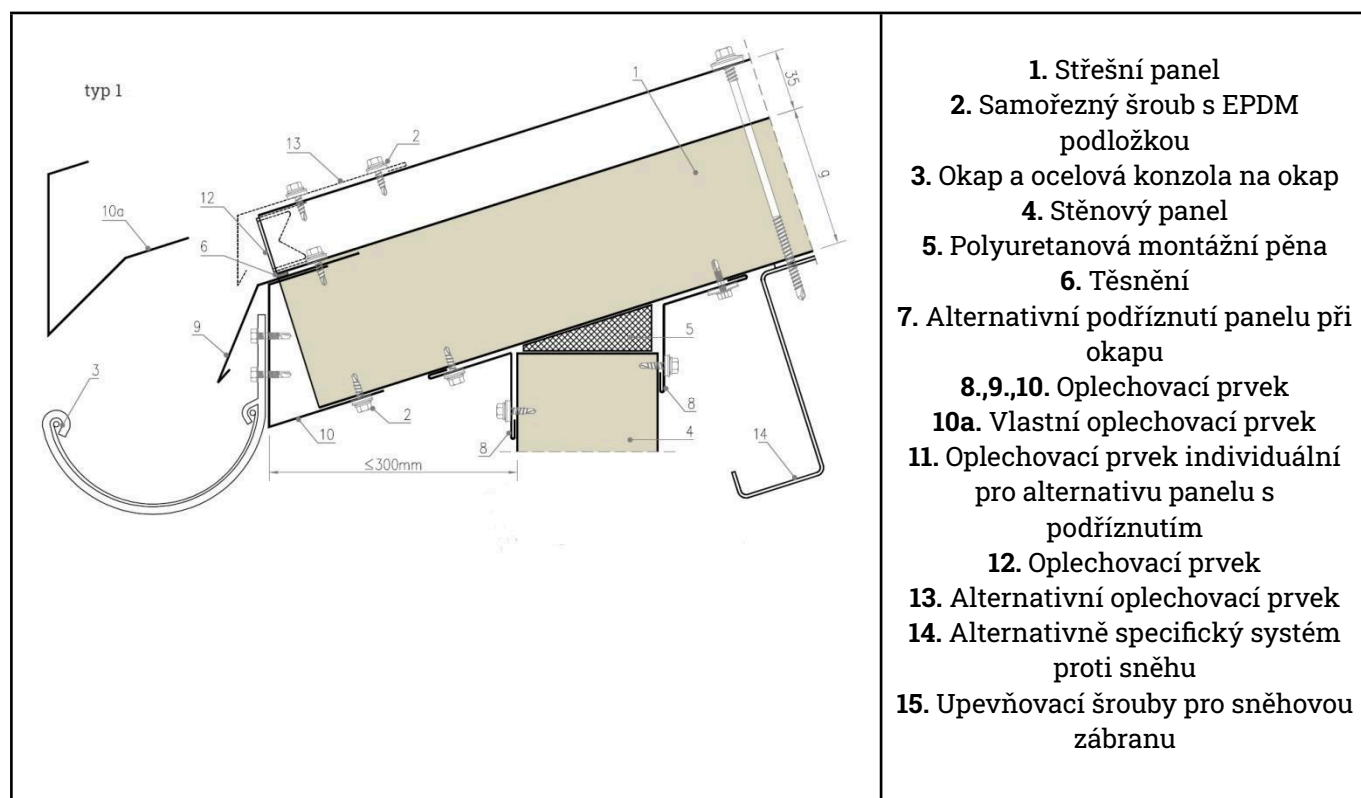 typ 1
1
35
2
13
g
12
10a
6
5
9
3
2
8
10
4
8
14
≤300mm
1. Střešní panel
2. Samořezný šroub s EPDM
podložkou
3. Okap a ocelová konzola na okap
4. Stěnový panel
5. Polyuretanová montážní pěna
6. Těsnění
7. Alternativní podříznutí panelu při
okapu
8.,9.,10. Oplechovací prvek
10a. Vlastní oplechovací prvek
11. Oplechovací prvek individuální
pro alternativu panelu s
podříznutím
12. Oplechovací prvek
13. Alternativní oplechovací prvek
14. Alternativně specifický systém
proti sněhu
15. Upevňovací šrouby pro sněhovou
zábranu